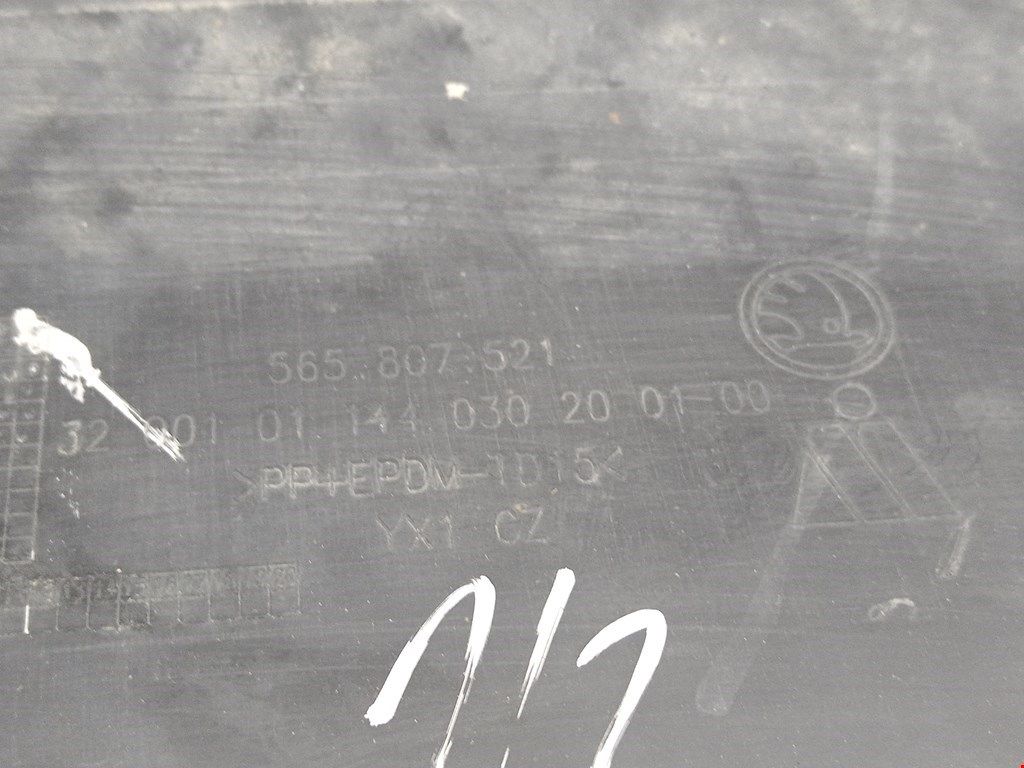 565.807.521
32 001 01 144 030 20 01-00
>PP+EPDM-TD15<
YX1 CZ